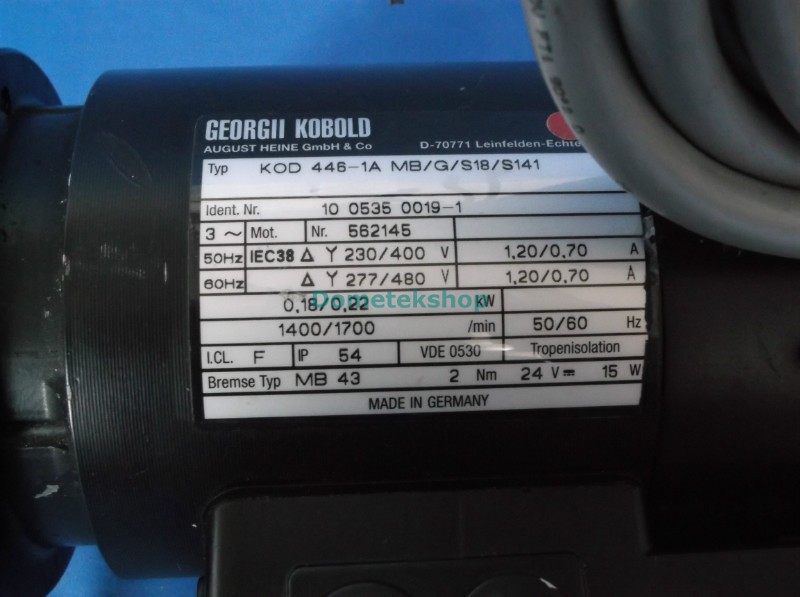 GEORGII KOBOLD
AUGUST HEINE GmbH & Co D-70771 Leinfelden-Echte
Typ KOD 446-1A MB/G/S18/S141
Ident. Nr. 10 0535 0019-1
3 ~ Mot. Nr. 562145
50Hz IEC38 Δ Y 230/400 V 1,20/0,70 A
60Hz Δ Y 277/480 V 1,20/0,70 A
0,18/0,22 kW
Dometekshop
1400/1700 /min 50/60 Hz
I.CL. F IP 54 VDE 0530 Tropenisolation
Bremse Typ MB 43 2 Nm 24 V⎓ 15 W
MADE IN GERMANY